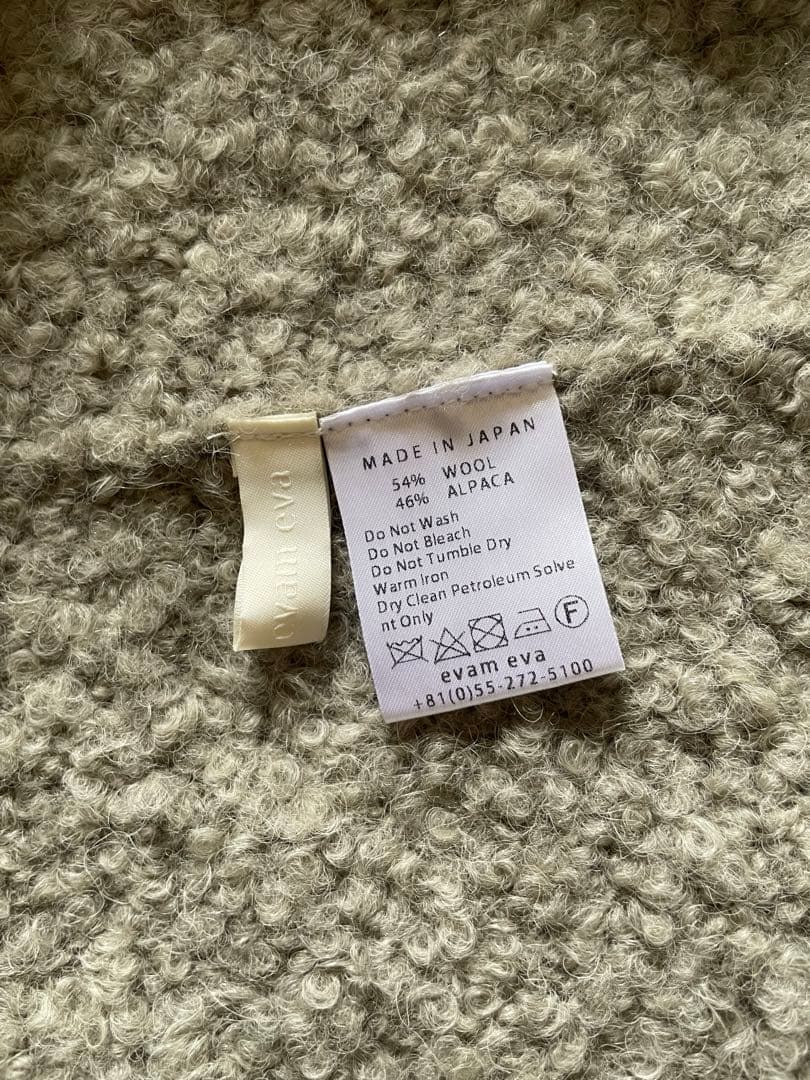 evam eva
MADE IN JAPAN
54% WOOL
46% ALPACA
Do Not Wash
Do Not Bleach
Do Not Tumble Dry
Warm Iron
Dry Clean Petroleum Solve
nt Only
F
evam eva
+81(0)55-272-5100